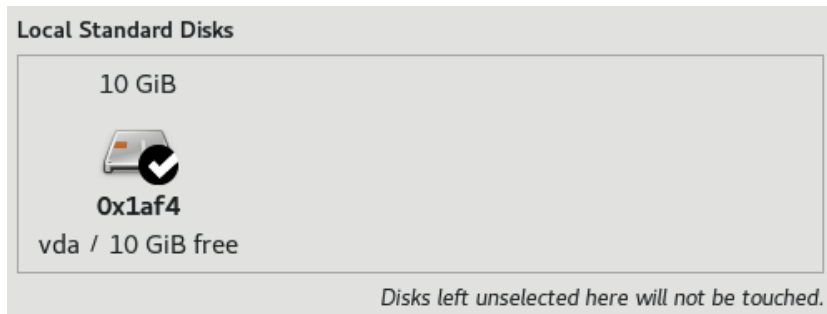 Local Standard Disks
10 GiB
0x1af4
vda / 10 GiB free
Disks left unselected here will not be touched.